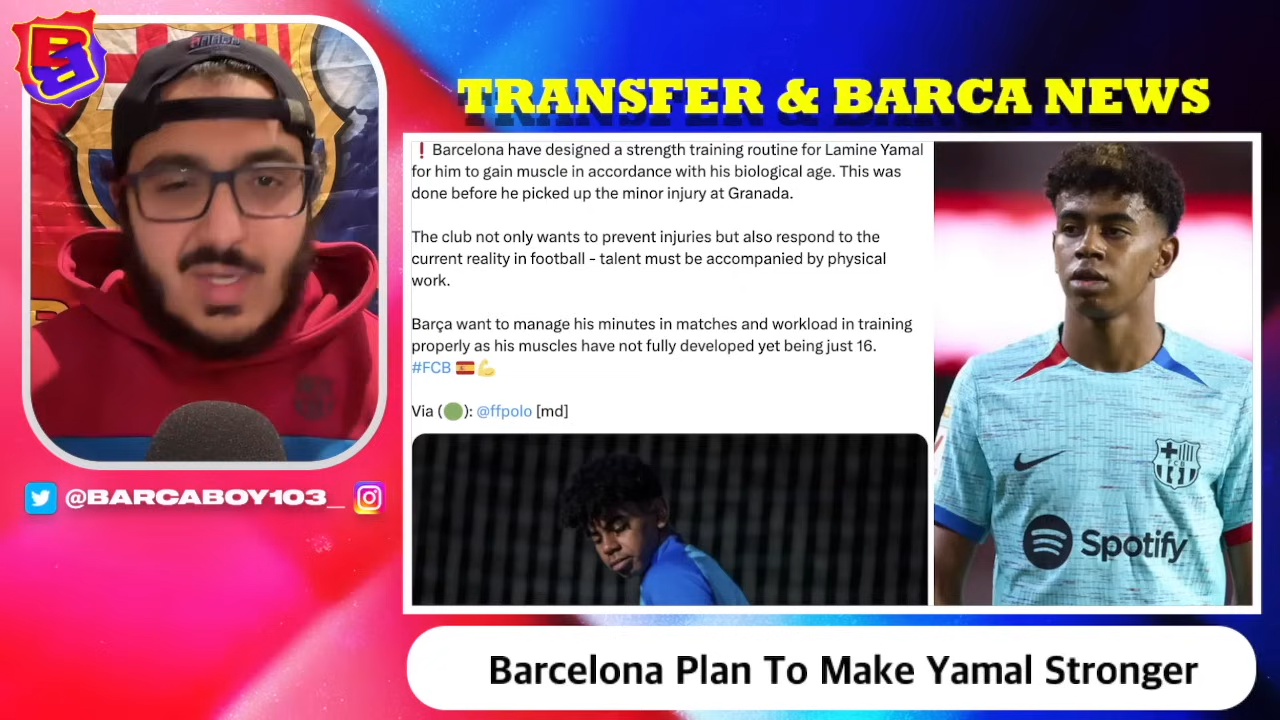 TRANSFER & BARCA NEWS
❗Barcelona have designed a strength training routine for Lamine Yamal
for him to gain muscle in accordance with his biological age. This was
done before he picked up the minor injury at Granada.
The club not only wants to prevent injuries but also respond to the
current reality in football - talent must be accompanied by physical
work.
Barça want to manage his minutes in matches and workload in training
properly as his muscles have not fully developed yet being just 16.
#FCB 🇪🇸💪
Via (🟢): @ffpolo [md]
Spotify
@BARCABOY103_
Barcelona Plan To Make Yamal Stronger